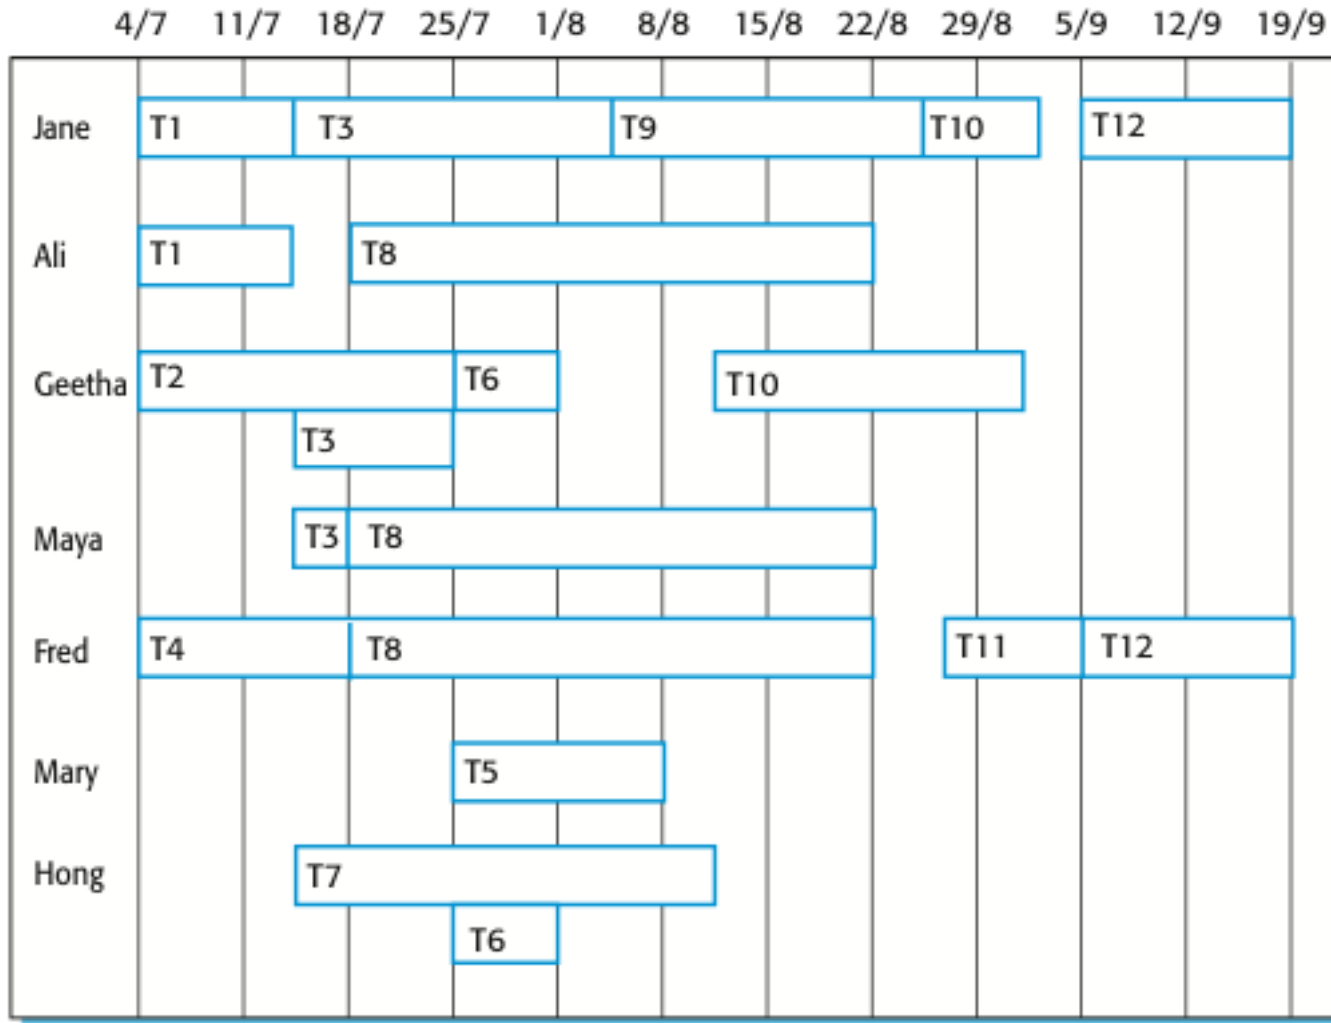 4/7 11/7 18/7 25/7 1/8 8/8 15/8 22/8 29/8 5/9 12/9 19/9
Jane T1 T3 T9 T10 T12
Ali T1 T8
Geetha T2 T6 T10
T3
Maya T3 T8
Fred T4 T8 T11 T12
Mary T5
Hong T7
T6